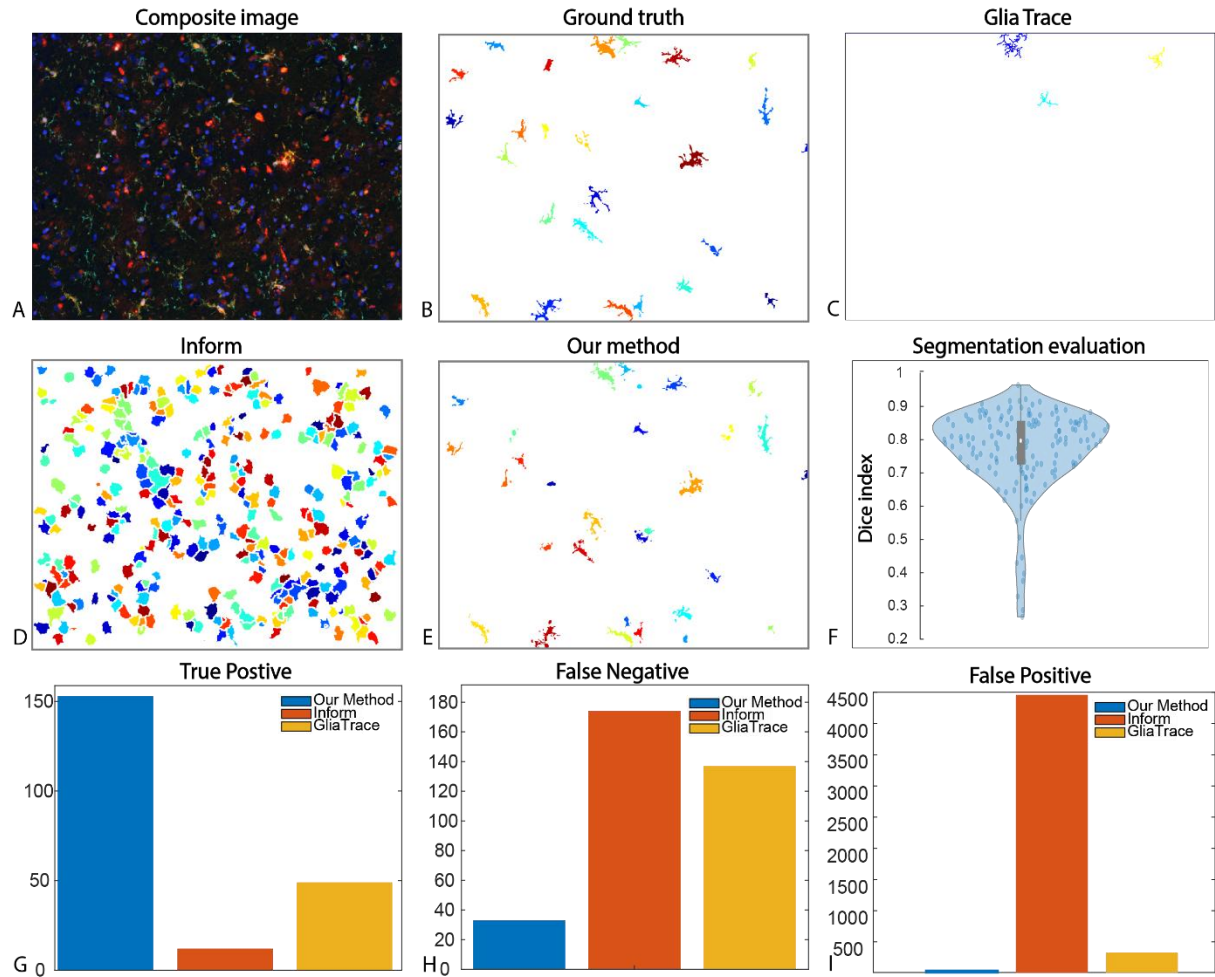 Composite image
Ground truth
Glia Trace
A
B
C
Inform
Our method
Segmentation evaluation
1
0.9
0.8
0.7
0.6
0.5
0.4
0.3
0.2
Dice index
D
E
F
True Postive
False Negative
False Positive
150
100
50
0
Our Method
Inform
GliaTrace
G
180
160
140
120
100
80
60
40
20
0
Our Method
Inform
GliaTrace
H
4500
4000
3500
3000
2500
2000
1500
1000
500
Our Method
Inform
GliaTrace
I